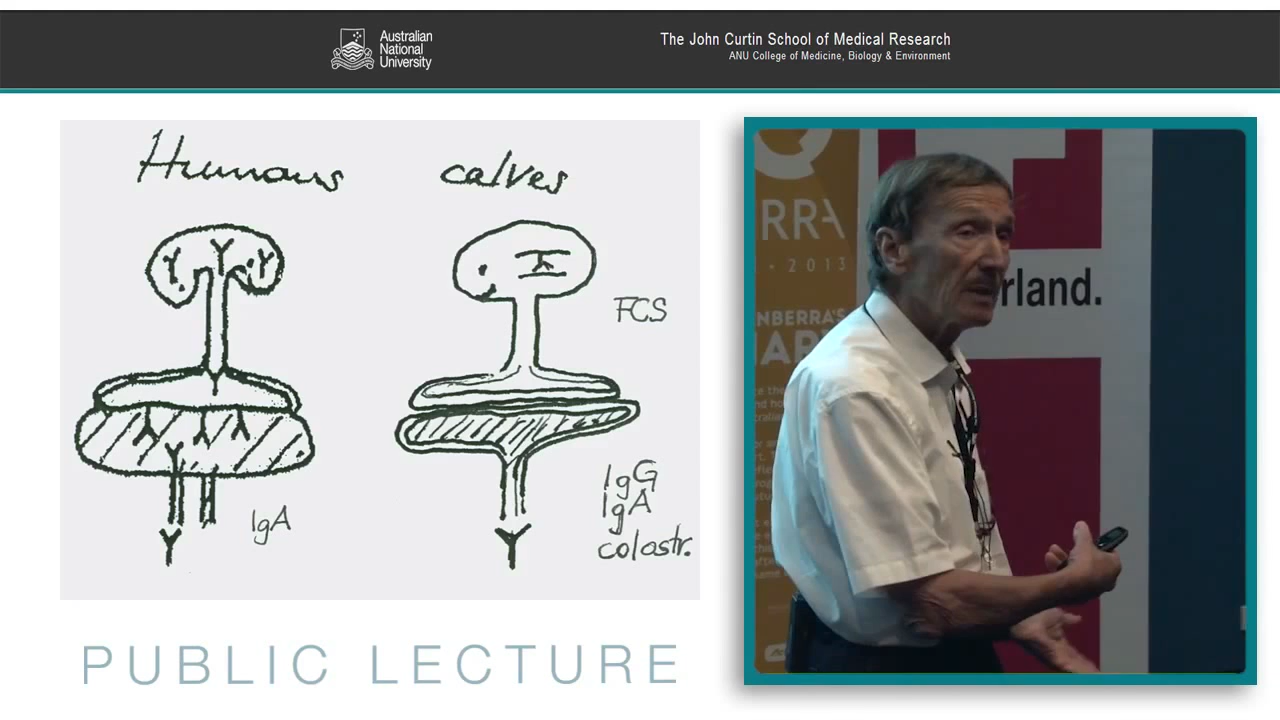 Australian
National
University
The John Curtin School of Medical Research
ANU College of Medicine, Biology & Environment
Humans
calves
FCS
IgA
IgG
IgA
colostr.
PUBLIC LECTURE
RRA
2013
NBERRA'S
rland.